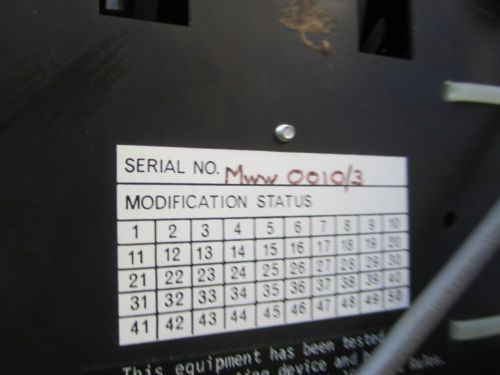 SERIAL NO. Mww 0010/3
MODIFICATION STATUS
1 2 3 4 5 6 7 8 9 10
11 12 13 14 15 16 17 18 19 20
21 22 23 24 25 26 27 28 29 30
31 32 33 34 35 36 37 38 39 40
41 42 43 44 45 46 47 48 49 50
This equipment has been tested
device and